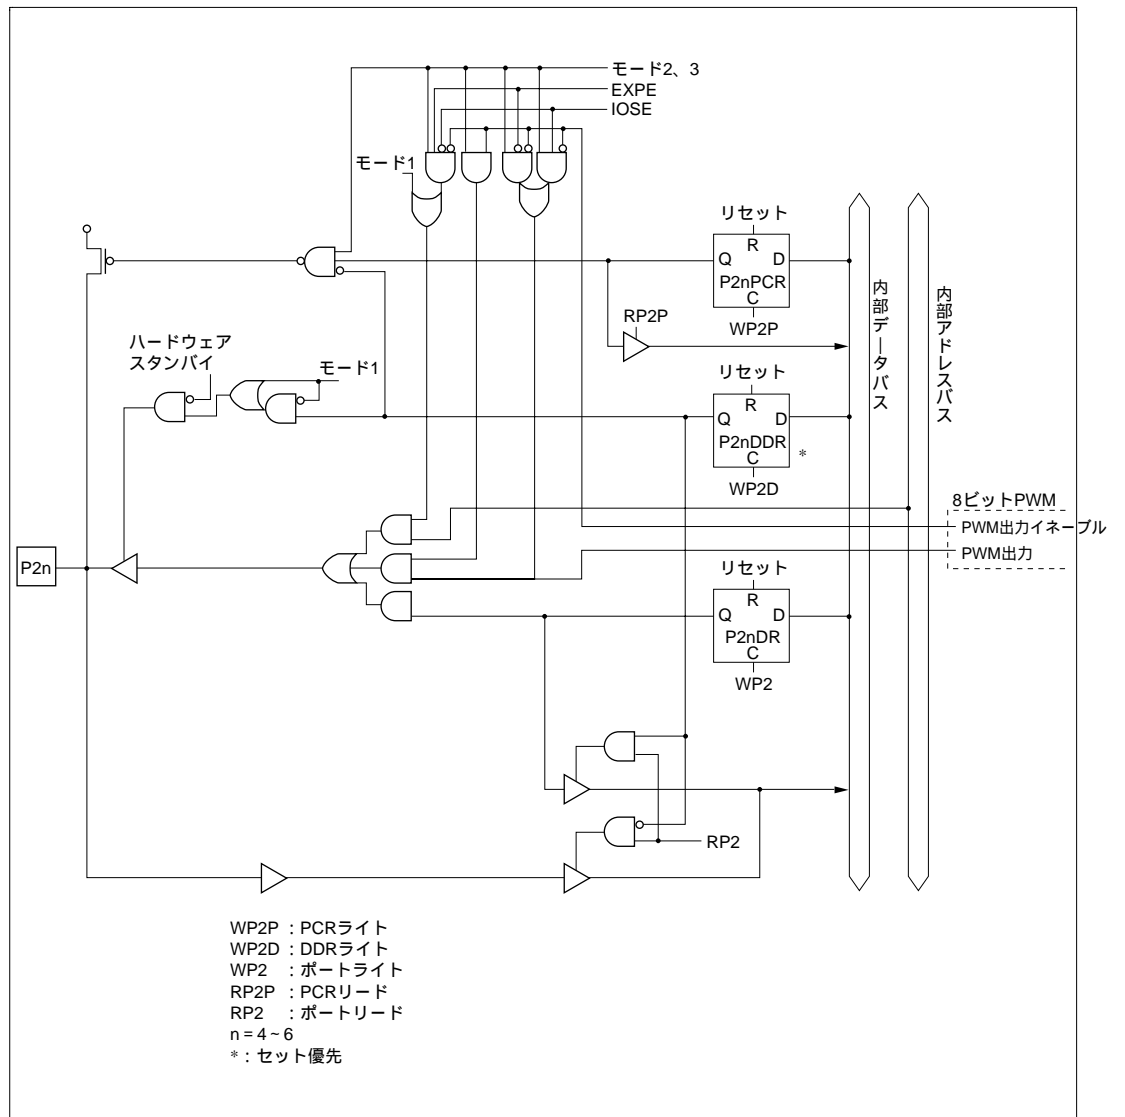 モード2、3
EXPE
IOSE
モード1
リセット
R
Q D
P2nPCR
C
WP2P
RP2P
内部データバス
内部アドレスバス
ハードウェア
スタンバイ
モード1
リセット
R
Q D
P2nDDR
C
*
WP2D
8ビットPWM
PWM出力イネーブル
PWM出力
P2n
リセット
R
Q D
P2nDR
C
WP2
RP2
WP2P : PCRライト
WP2D : DDRライト
WP2 : ポートライト
RP2P : PCRリード
RP2 : ポートリード
n = 4 ~ 6
* : セット優先